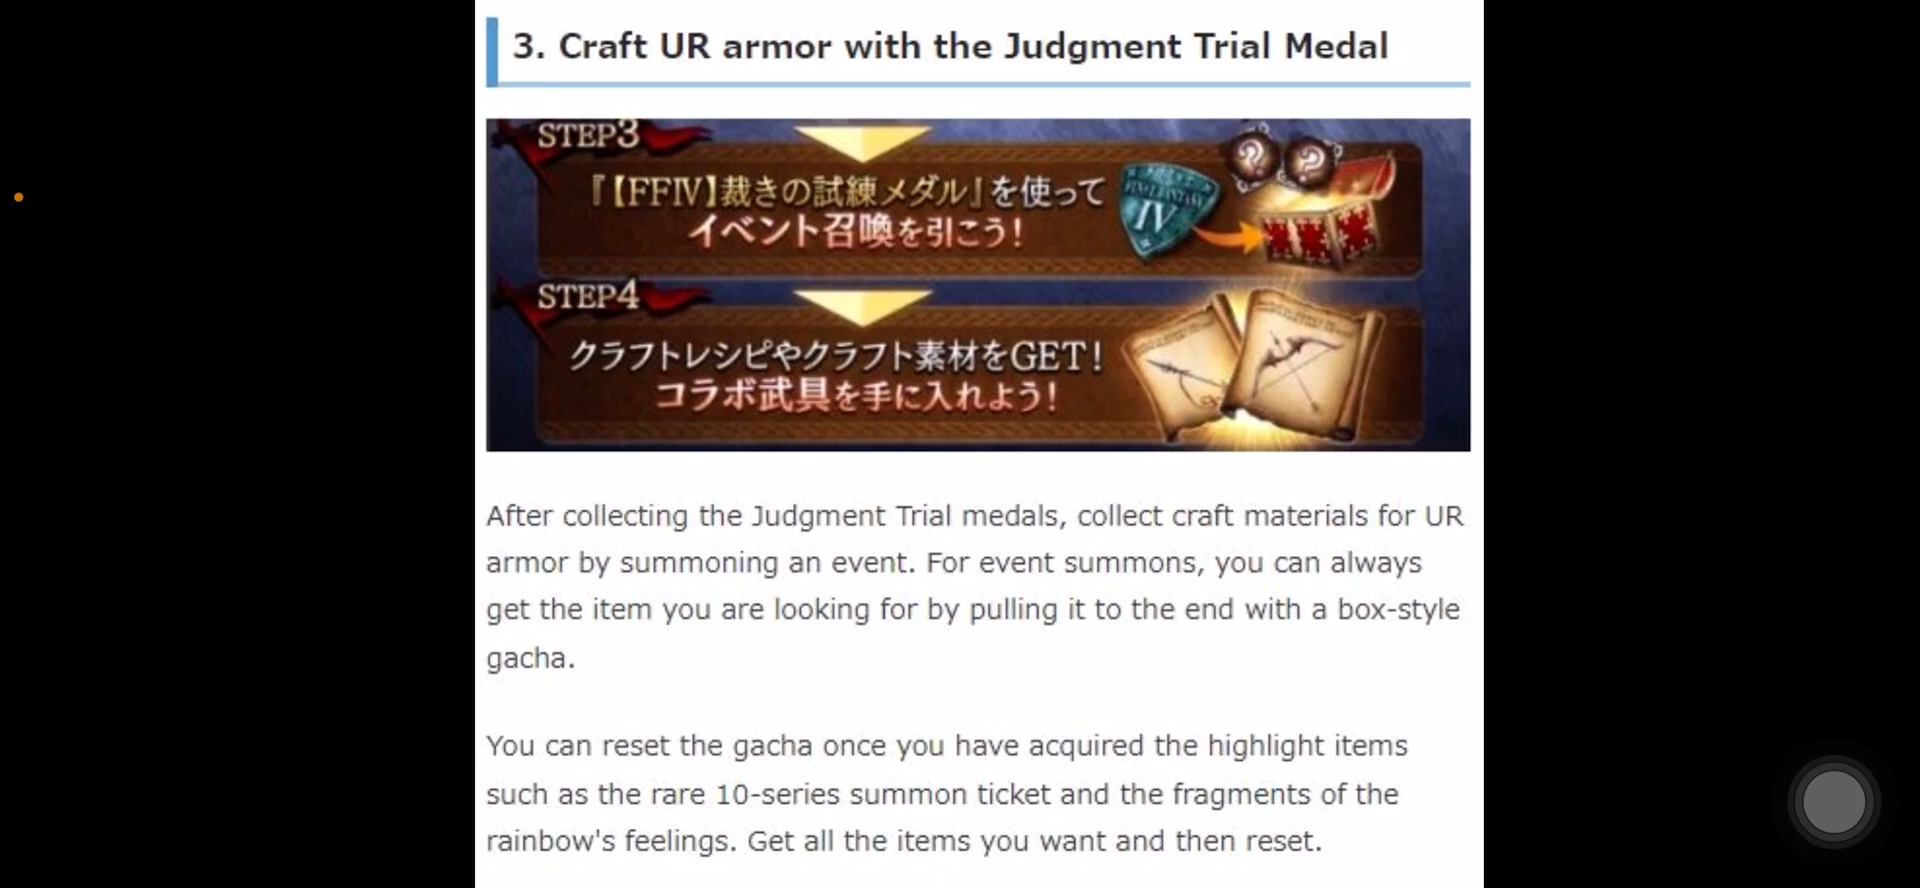 3. Craft UR armor with the Judgment Trial Medal
STEP3
『【FFIV】裁きの試練メダル』を使って
イベント召喚を引こう！
FINAL FANTASY
IV
? ?
STEP4
クラフトレシピやクラフト素材をGET！
コラボ武具を手に入れよう！
After collecting the Judgment Trial medals, collect craft materials for UR
armor by summoning an event. For event summons, you can always
get the item you are looking for by pulling it to the end with a box-style
gacha.
You can reset the gacha once you have acquired the highlight items
such as the rare 10-series summon ticket and the fragments of the
rainbow's feelings. Get all the items you want and then reset.